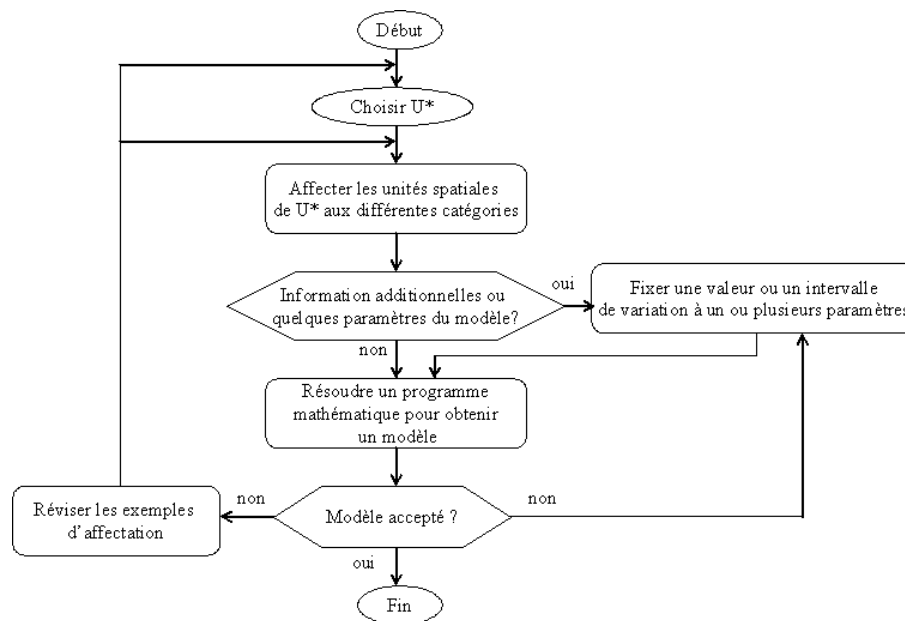 Début
Choisir U*
Affecter les unités spatiales
de U* aux différentes catégories
Information additionnelles ou
quelques paramètres du modèle?
oui
Fixer une valeur ou un intervalle
de variation à un ou plusieurs paramètres
non
Résoudre un programme
mathématique pour obtenir
un modèle
Réviser les exemples
d'affectation
non
Modèle accepté ?
non
oui
Fin